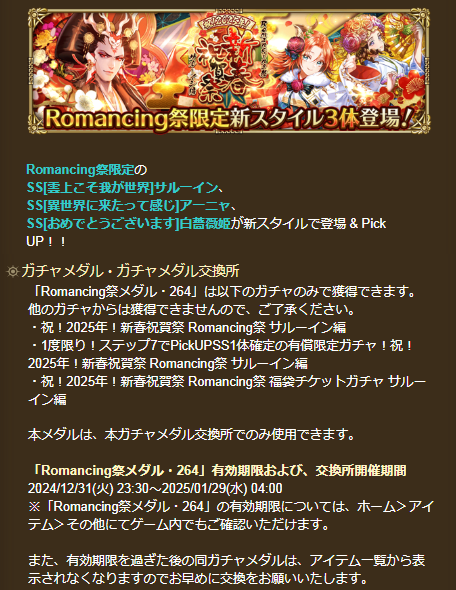 新春祝賀祭
Romancing祭限定新スタイル3体登場!
Romancing祭限定の
SS[雲上こそ我が世界]サルーイン、
SS[異世界に来たって感じ]アーニャ、
SS[おめでとうございます]白薔薇姫が新スタイルで登場 & Pick
UP！！
ガチャメダル・ガチャメダル交換所
「Romancing祭メダル・264」は以下のガチャのみで獲得できます。
他のガチャからは獲得できませんので、ご了承ください。
・祝！2025年！新春祝賀祭 Romancing祭 サルーイン編
・1度限り！ステップ7でPickUPSS1体確定の有償限定ガチャ！祝！
2025年！新春祝賀祭 Romancing祭 サルーイン編
・祝！2025年！新春祝賀祭 Romancing祭 福袋チケットガチャ サルー
イン編
本メダルは、本ガチャメダル交換所でのみ使用できます。
「Romancing祭メダル・264」有効期限および、交換所開催期間
2024/12/31(火) 23:30～2025/01/29(水) 04:00
※「Romancing祭メダル・264」の有効期限については、ホーム＞アイ
テム＞その他にてゲーム内でもご確認いただけます。
また、有効期限を過ぎた後の同ガチャメダルは、アイテム一覧から表
示されなくなりますのでお早めに交換をお願いいたします。